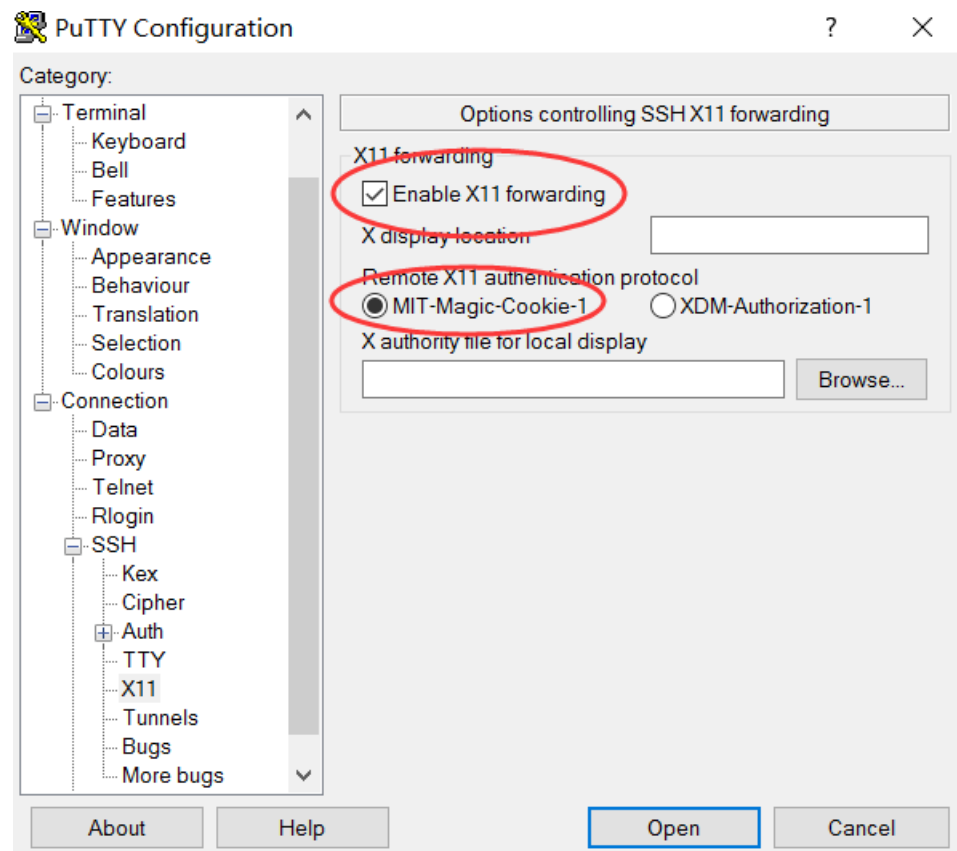 PuTTY Configuration
Category:
Terminal
Keyboard
Bell
Features
Window
Appearance
Behaviour
Translation
Selection
Colours
Connection
Data
Proxy
Telnet
Rlogin
SSH
Kex
Cipher
Auth
TTY
X11
Tunnels
Bugs
More bugs
Options controlling SSH X11 forwarding
X11 forwarding
Enable X11 forwarding
X display location
Remote X11 authentication protocol
MIT-Magic-Cookie-1 XDM-Authorization-1
X authority file for local display
Browse...
About Help Open Cancel